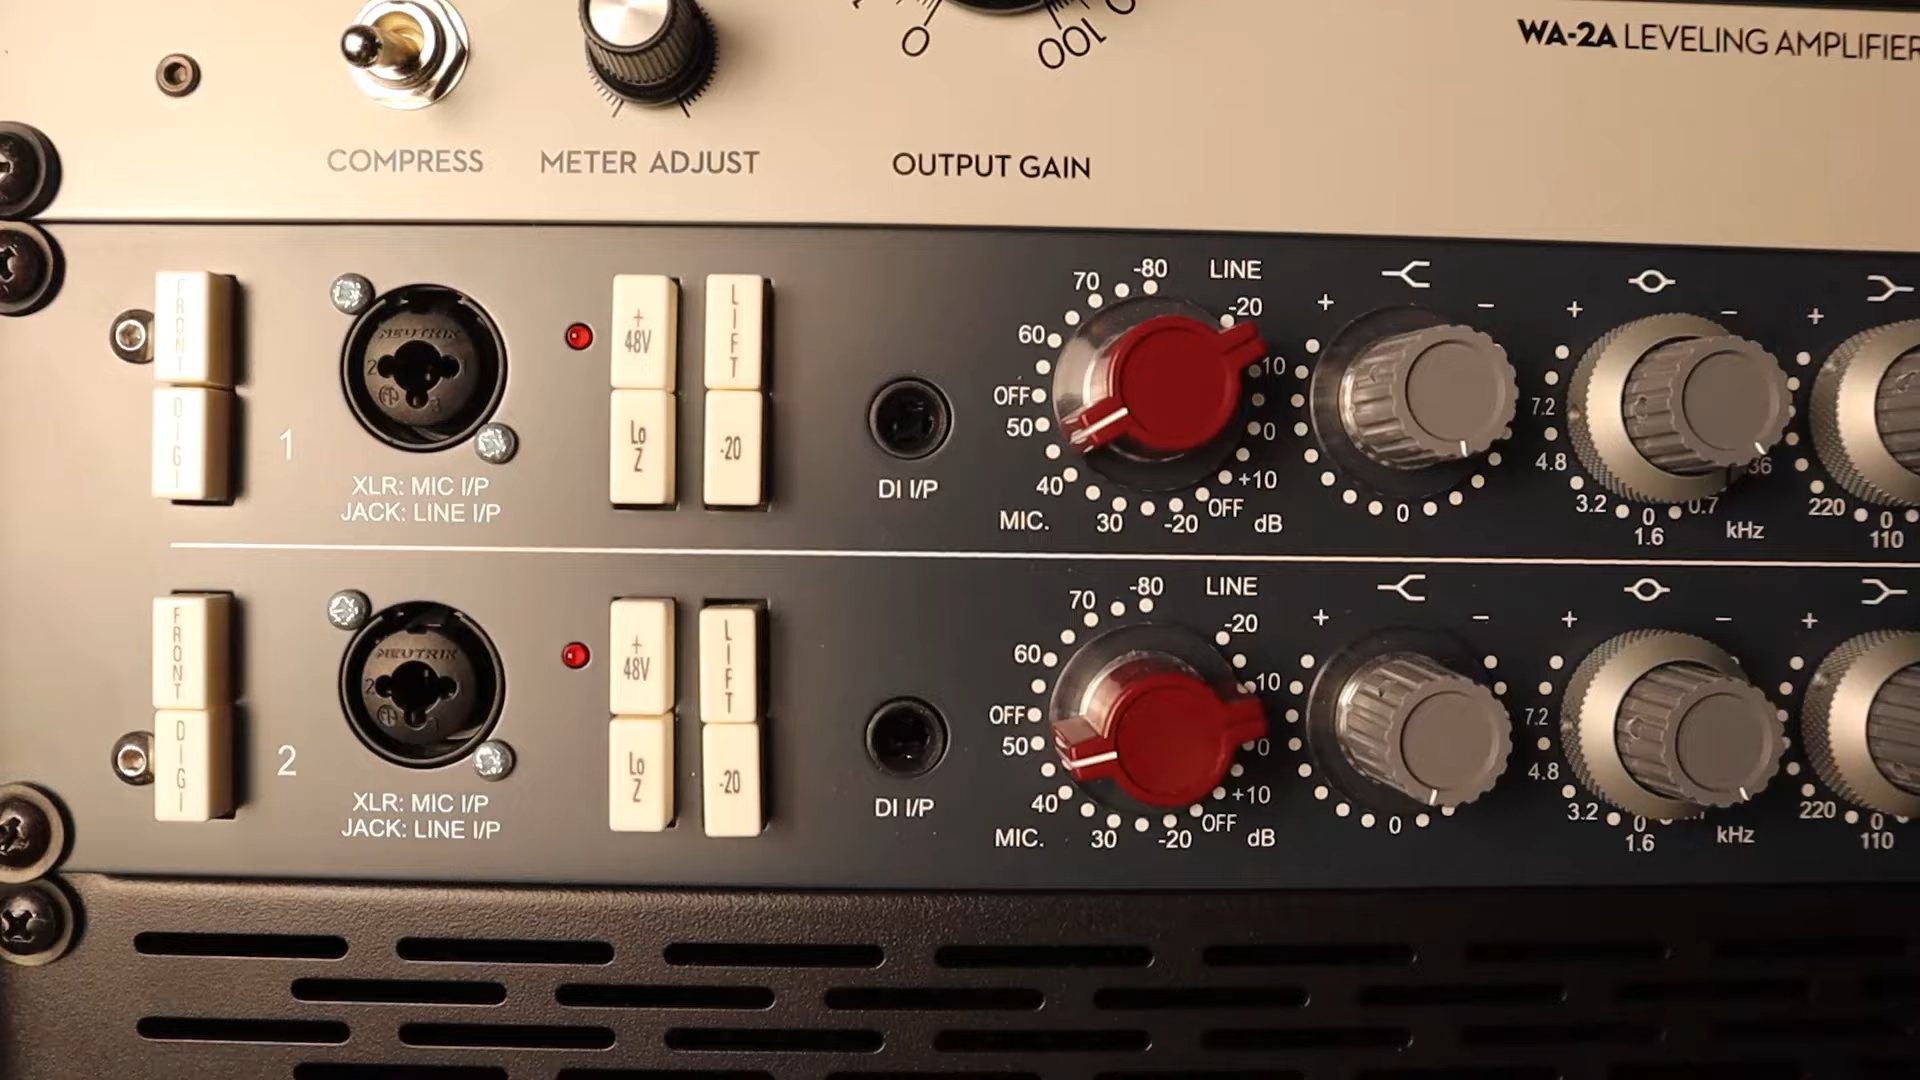 0
100
WA-2A LEVELING AMPLIFIER
COMPRESS
METER ADJUST
OUTPUT GAIN
FRONT
DIGI
1
NEUTRIK
2
1
3
XLR: MIC I/P
JACK: LINE I/P
+
48V
Lo
Z
LIFT
-20
DI I/P
70
-80
LINE
-20
60
10
OFF
50
0
40
+10
MIC.
30
-20
OFF
dB
+
-
0
+
-
7.2
4.8
3.2
0
1.6
0.7
36
kHz
+
220
0
110
FRONT
DIGI
2
NEUTRIK
2
XLR: MIC I/P
JACK: LINE I/P
+
48V
Lo
Z
LIFT
-20
DI I/P
70
-80
LINE
-20
60
10
OFF
50
0
40
+10
MIC.
30
-20
OFF
dB
+
-
0
+
-
7.2
4.8
3.2
0
1.6
kHz
+
220
0
110